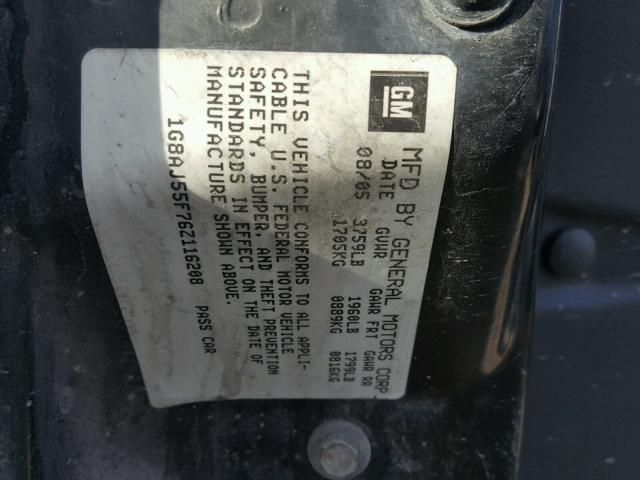 GM
MFD BY GENERAL MOTORS CORP
DATE GVWR GAWR FRT GAWR RR
08/05 3759LB 1960LB 1799LB
1705KG 0889KG 0816KG
THIS VEHICLE CONFORMS TO ALL APPLI-
CABLE U.S. FEDERAL MOTOR VEHICLE
SAFETY, BUMPER, AND THEFT PREVENTION
STANDARDS IN EFFECT ON THE DATE OF
MANUFACTURE SHOWN ABOVE.
1G8AJ55F76Z116208 PASS CAR